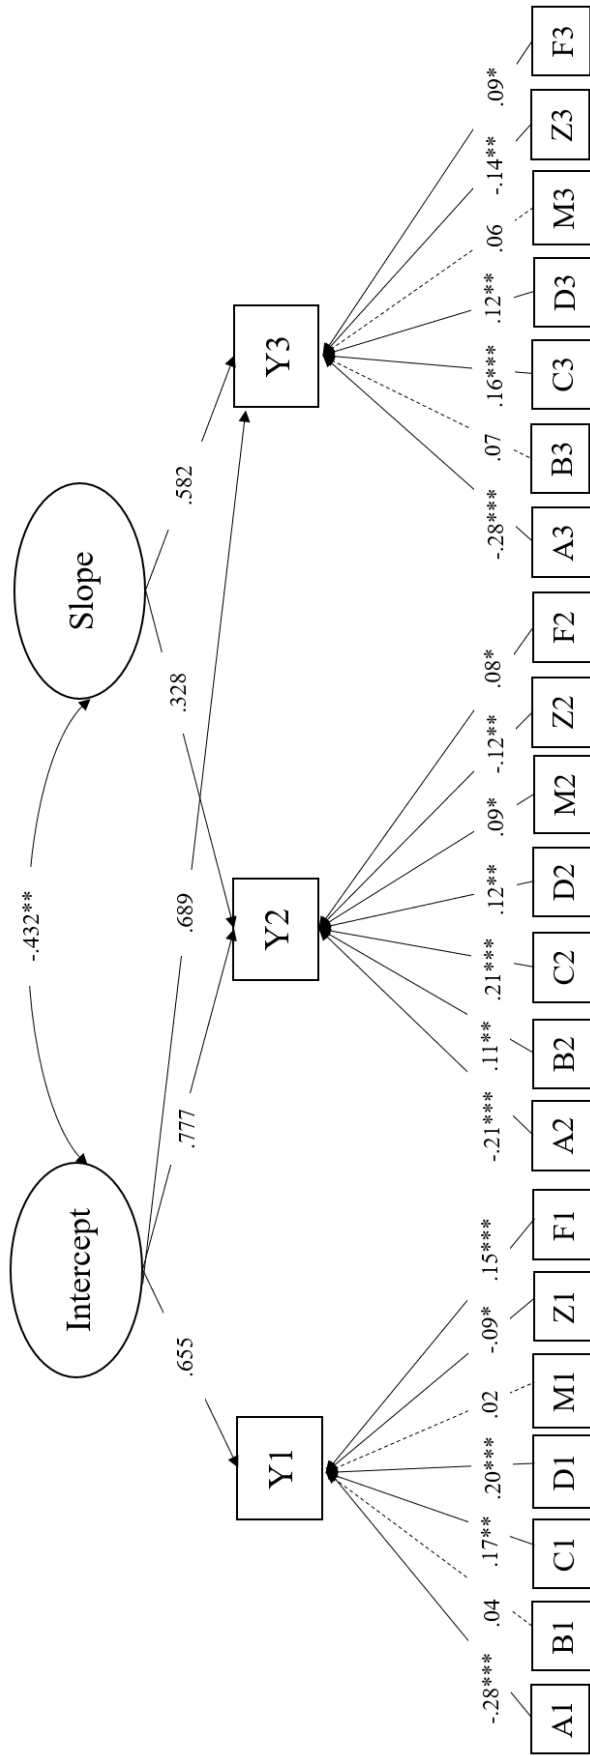 Intercept
Slope
-.432**
.655
.777
.689
.328
.582
Y1
Y2
Y3
-.28***
.04
.17**
.20***
.02
-.09*
.15***
-.21***
.11**
.21***
.12**
.09*
-.12**
.08*
-.28***
.07
.16***
.12**
.06
-.14**
.09*
A1
B1
C1
D1
M1
Z1
F1
A2
B2
C2
D2
M2
Z2
F2
A3
B3
C3
D3
M3
Z3
F3